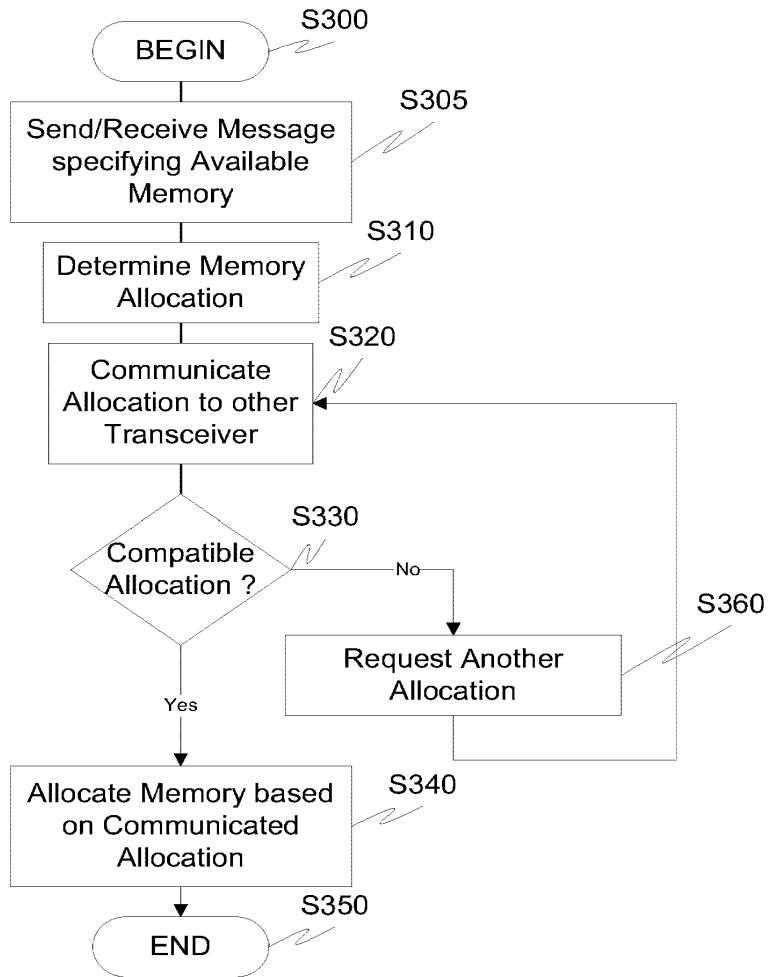 S300
BEGIN
S305
Send/Receive Message
specifying Available
Memory
S310
Determine Memory
Allocation
S320
Communicate
Allocation to other
Transceiver
S330
Compatible
Allocation ?
No
S360
Request Another
Allocation
Yes
S340
Allocate Memory based
on Communicated
Allocation
S350
END